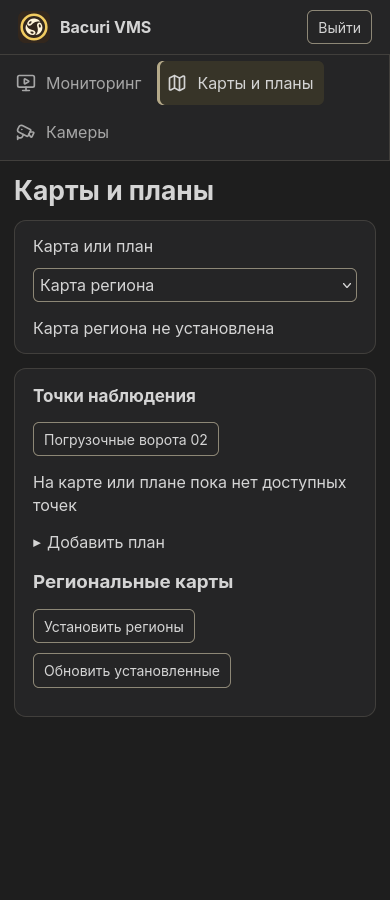 Bacuri VMS
Выйти
Мониторинг
Карты и планы
Камеры
Карты и планы
Карта или план
Карта региона
Карта региона не установлена
Точки наблюдения
Погрузочные ворота 02
На карте или плане пока нет доступных
точек
Добавить план
Региональные карты
Установить регионы
Обновить установленные